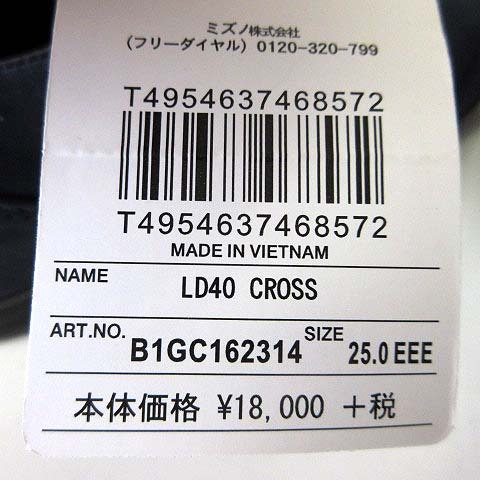 ミズノ株式会社
(フリーダイヤル) 0120-320-799
T4954637468572
T4954637468572
MADE IN VIETNAM
NAME LD40 CROSS
ART.NO. B1GC162314 SIZE 25.0 EEE
本体価格 ¥18,000 +税